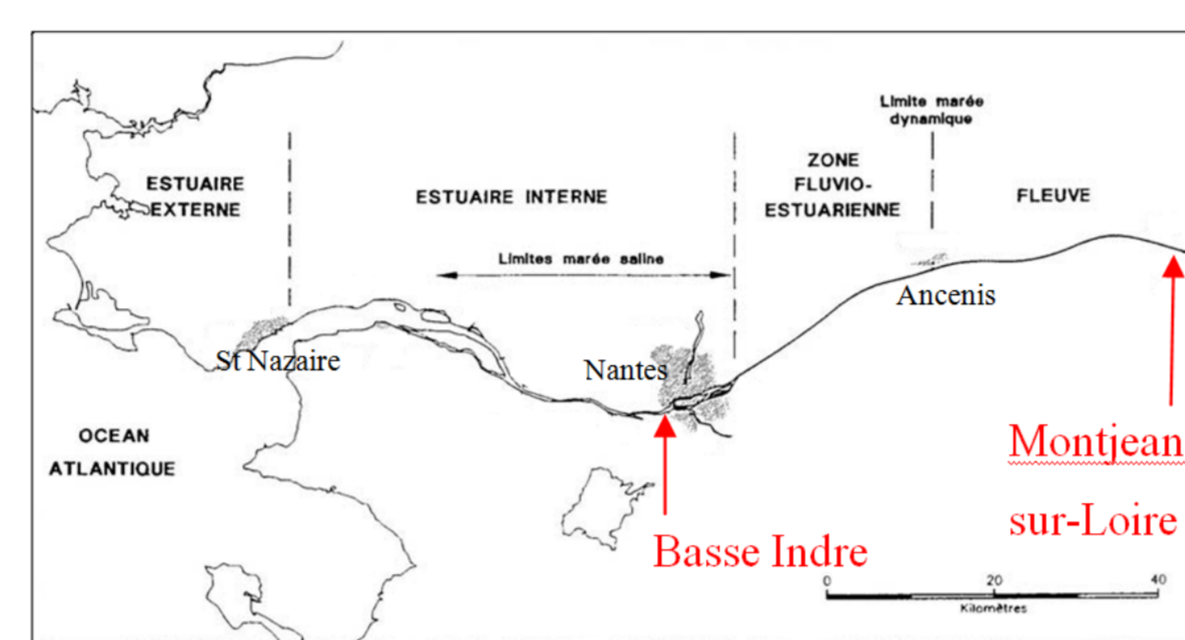 Limite marée
dynamique
ESTUAIRE
EXTERNE
ESTUAIRE INTERNE
ZONE
FLUVIO-
ESTUARIENNE
FLEUVE
Limites marée saline
Ancenis
St Nazaire
Nantes
OCEAN
ATLANTIQUE
Montjean
sur-Loire
Basse Indre
0 20 40
Kilomètres